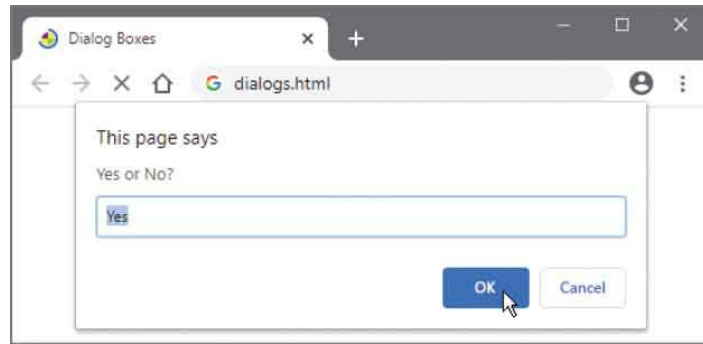 Dialog Boxes
dialogs.html
This page says
Yes or No?
Yes
OK Cancel